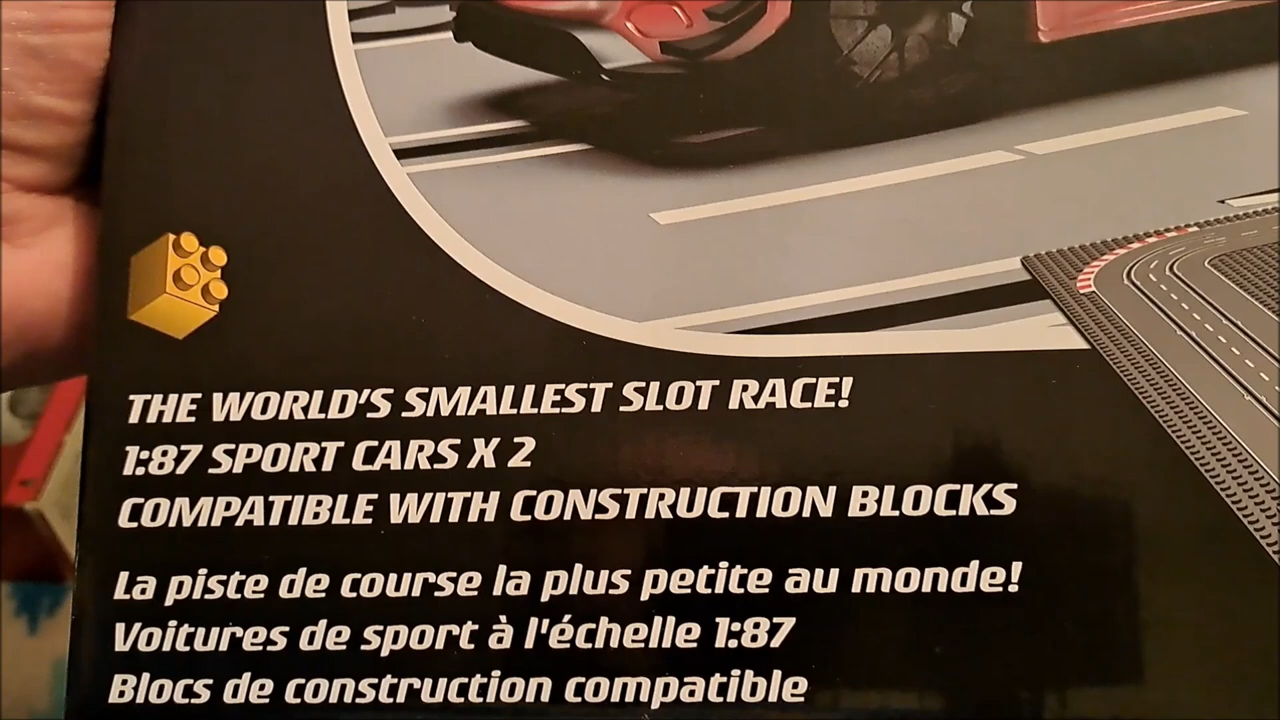 THE WORLD'S SMALLEST SLOT RACE!
1:87 SPORT CARS X 2
COMPATIBLE WITH CONSTRUCTION BLOCKS
La piste de course la plus petite au monde!
Voitures de sport à l'échelle 1:87
Blocs de construction compatible